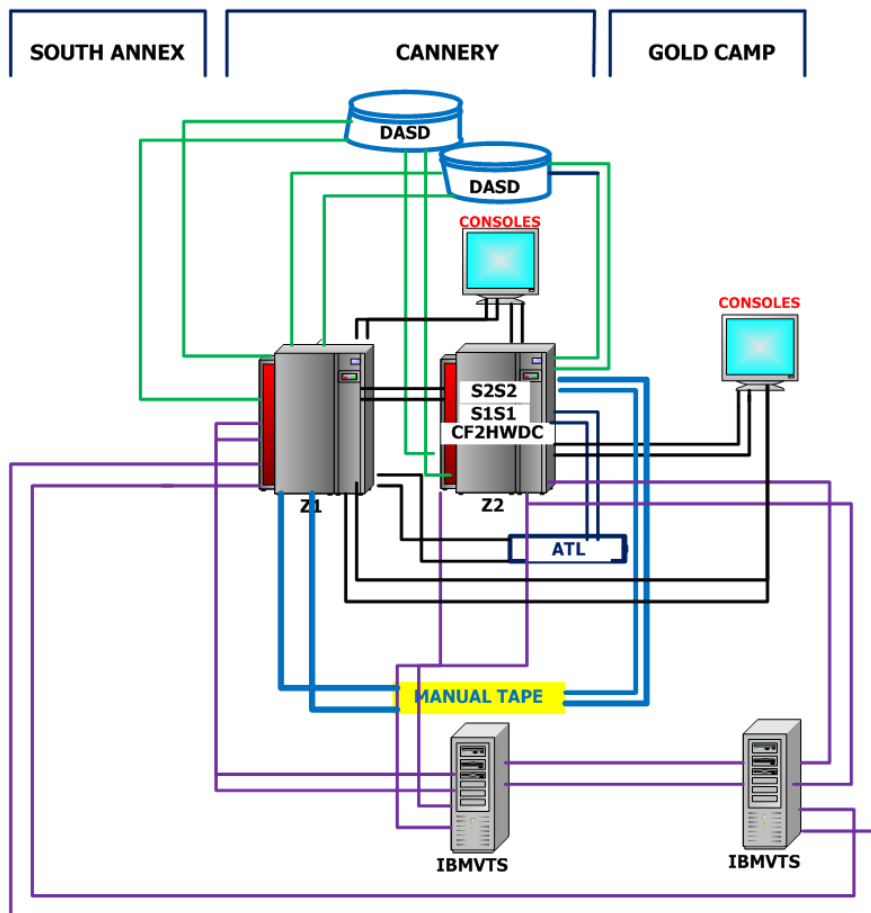 SOUTH ANNEX
CANNERY
GOLD CAMP
DASD
DASD
CONSOLES
CONSOLES
S2S2
S1S1
CF2HWDC
Z1
Z2
ATL
MANUAL TAPE
IBMVTS
IBMVTS